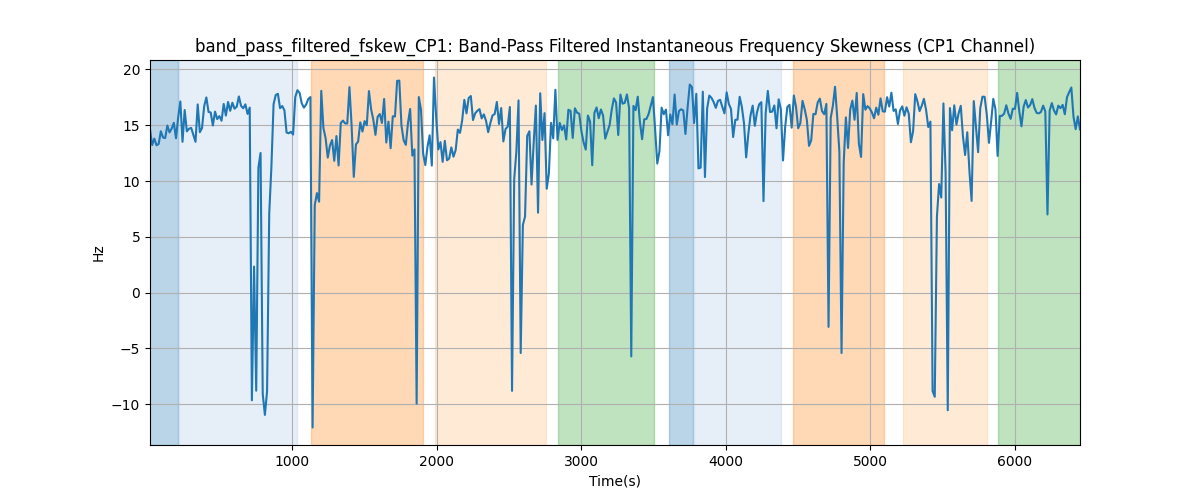 band_pass_filtered_fskew_CP1: Band-Pass Filtered Instantaneous Frequency Skewness (CP1 Channel)
20
15
10
5
0
−5
−10
Hz
1000 2000 3000 4000 5000 6000
Time(s)